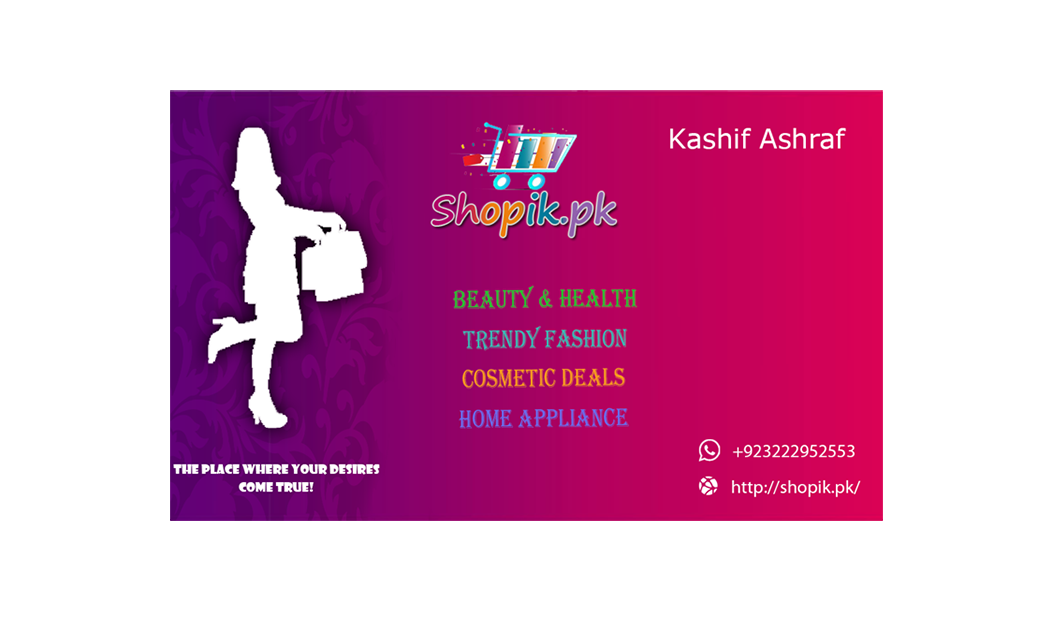 Shopik.pk
Kashif Ashraf
BEAUTY & HEALTH
TRENDY FASHION
COSMETIC DEALS
HOME APPLIANCE
THE PLACE WHERE YOUR DESIRES
COME TRUE!
+923222952553
http://shopik.pk/